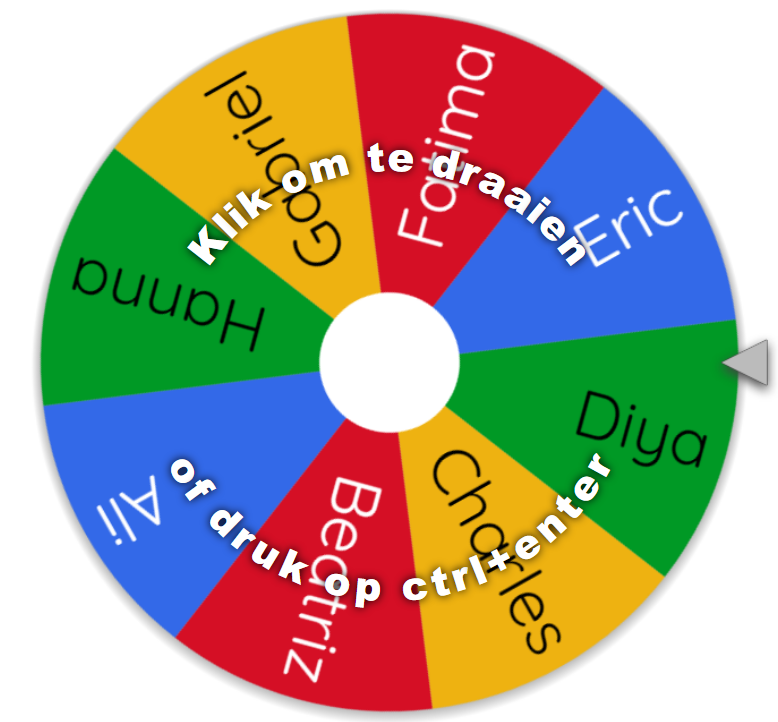 Klik om te draaien
of druk op ctrl+enter
Fatima
Eric
Diya
Charles
Beatriz
Ali
Hanna
Gabriel